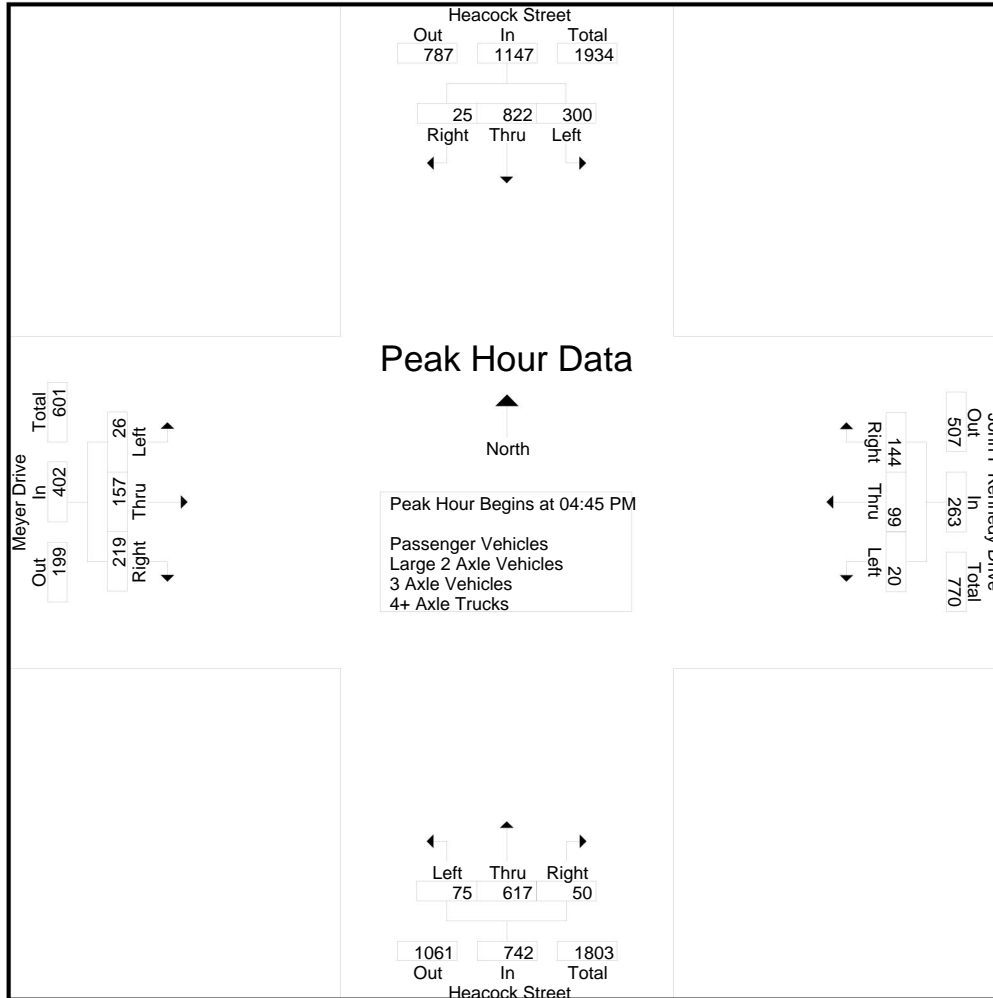 Heacock Street
Out In Total
787 1147 1934
25 822 300
Right Thru Left
Peak Hour Data
North
Peak Hour Begins at 04:45 PM
Passenger Vehicles
Large 2 Axle Vehicles
3 Axle Vehicles
4+ Axle Trucks
Meyer Drive
Out In Total
199 402 601
26 157 219
Left Thru Right
John F Kennedy Drive
Out In Total
507 263 770
144 99 20
Right Thru Left
Left Thru Right
75 617 50
1061 742 1803
Out In Total
Heacock Street